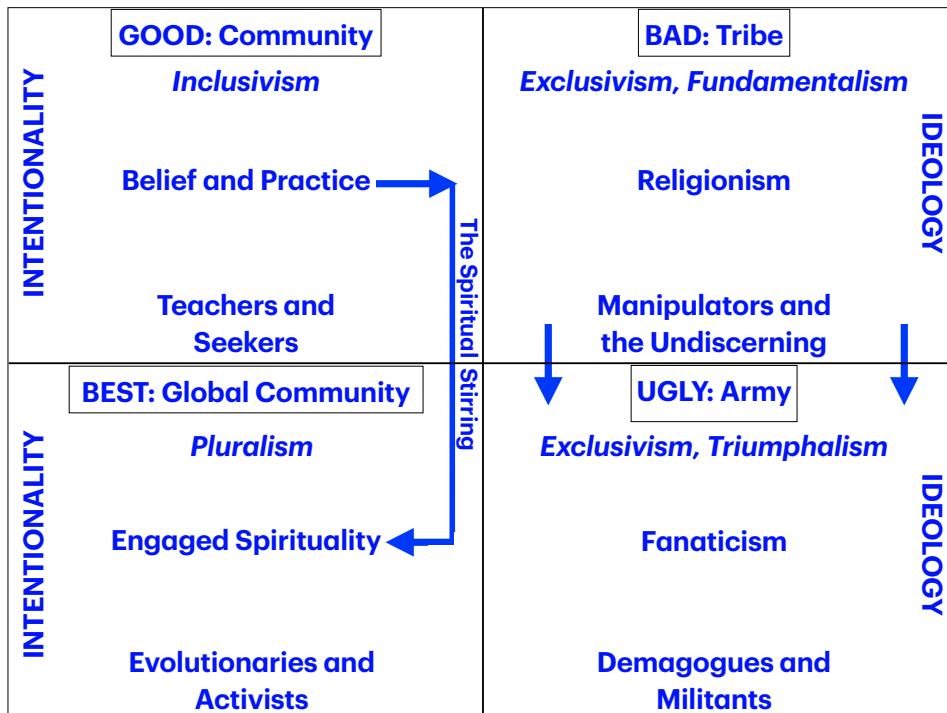 GOOD: Community
Inclusivism
INTENTIONALITY
Belief and Practice
Teachers and
Seekers
The Spiritual Stirring
BAD: Tribe
Exclusivism, Fundamentalism
IDEOLOGY
Religionism
Manipulators and
the Undiscerning
BEST: Global Community
Pluralism
INTENTIONALITY
Engaged Spirituality
Evolutionaries and
Activists
UGLY: Army
Exclusivism, Triumphalism
IDEOLOGY
Fanaticism
Demagogues and
Militants